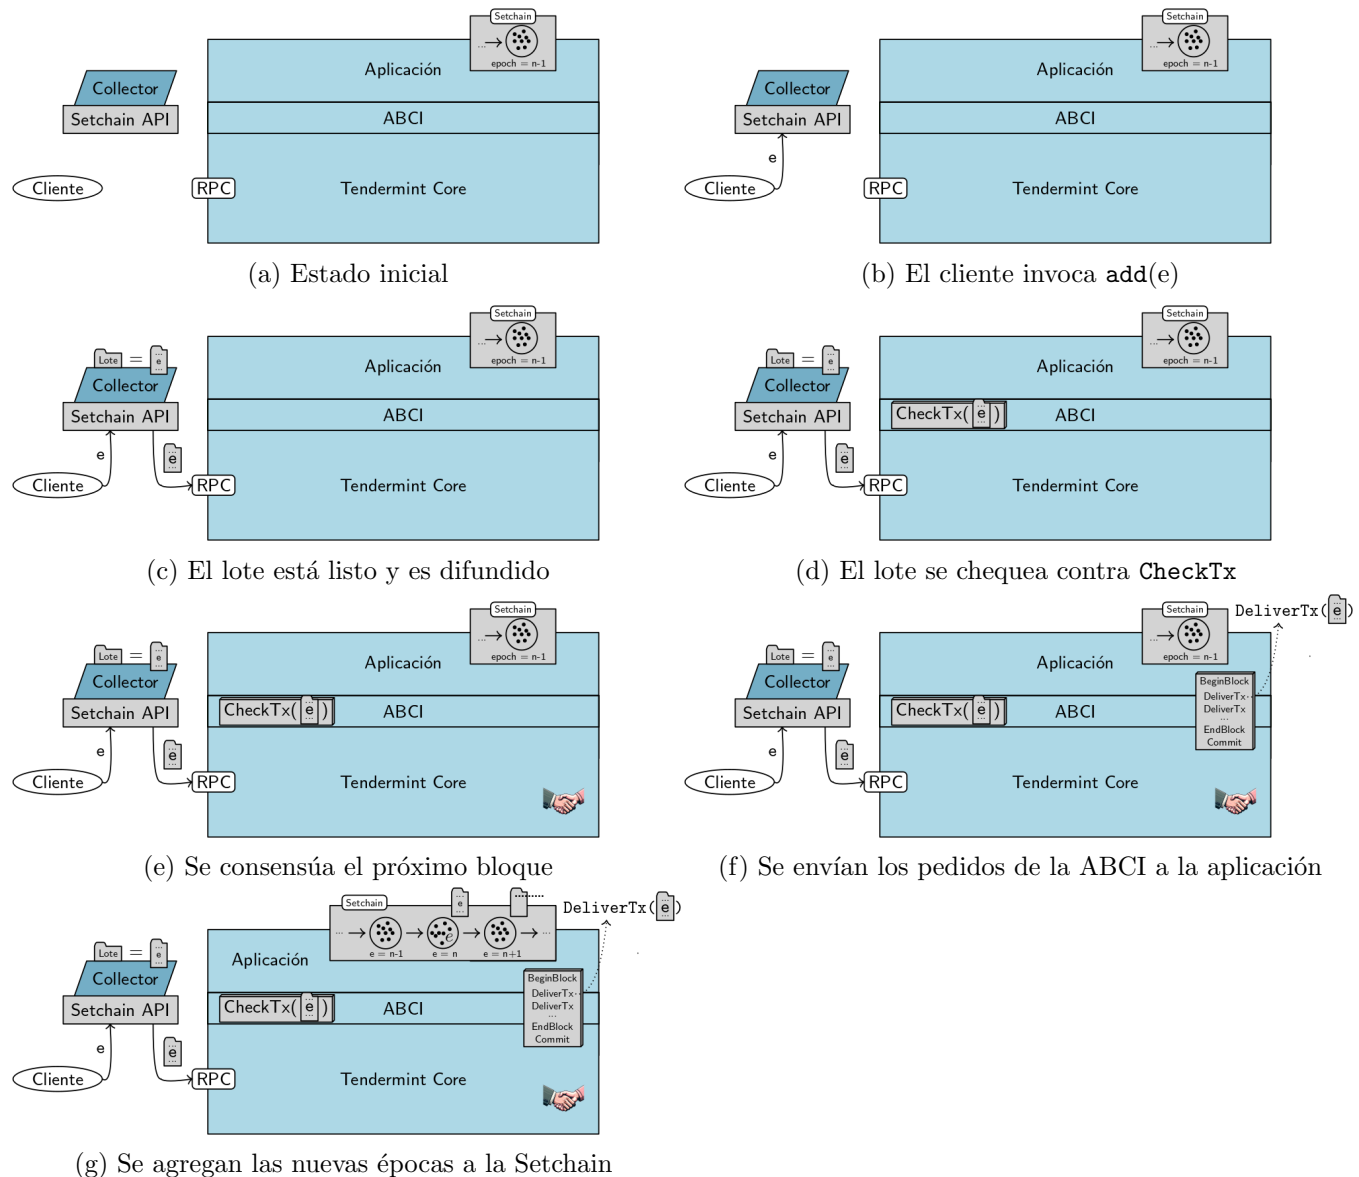 Setchain
...
epoch = n-1
Aplicación
Collector
Setchain API
ABCI
Cliente
RPC
Tendermint Core
(a) Estado inicial
Setchain
...
epoch = n-1
Aplicación
Collector
Setchain API
ABCI
e
Cliente
RPC
Tendermint Core
(b) El cliente invoca add(e)
Setchain
...
epoch = n-1
Lote = ... e ...
Aplicación
Collector
Setchain API
ABCI
e
... e ...
Cliente
RPC
Tendermint Core
(c) El lote está listo y es difundido
Setchain
...
epoch = n-1
Lote = ... e ...
Aplicación
Collector
Setchain API
CheckTx( ... e ... )
ABCI
e
... e ...
Cliente
RPC
Tendermint Core
(d) El lote se chequea contra CheckTx
Setchain
...
epoch = n-1
Lote = ... e ...
Aplicación
Collector
Setchain API
CheckTx( ... e ... )
ABCI
e
... e ...
Cliente
RPC
Tendermint Core
(e) Se consensúa el próximo bloque
Setchain
DeliverTx( ... e ... )
...
epoch = n-1
Lote = ... e ...
Aplicación
Collector
BeginBlock
DeliverTx
DeliverTx
...
EndBlock
Commit
Setchain API
CheckTx( ... e ... )
ABCI
e
... e ...
Cliente
RPC
Tendermint Core
(f) Se envían los pedidos de la ABCI a la aplicación
Setchain
... e ...
.........
DeliverTx( ... e ... )
...
e
...
e = n-1
e = n
e = n+1
Lote = ... e ...
Aplicación
Collector
BeginBlock
DeliverTx
DeliverTx
...
EndBlock
Commit
Setchain API
CheckTx( ... e ... )
ABCI
e
... e ...
Cliente
RPC
Tendermint Core
(g) Se agregan las nuevas épocas a la Setchain